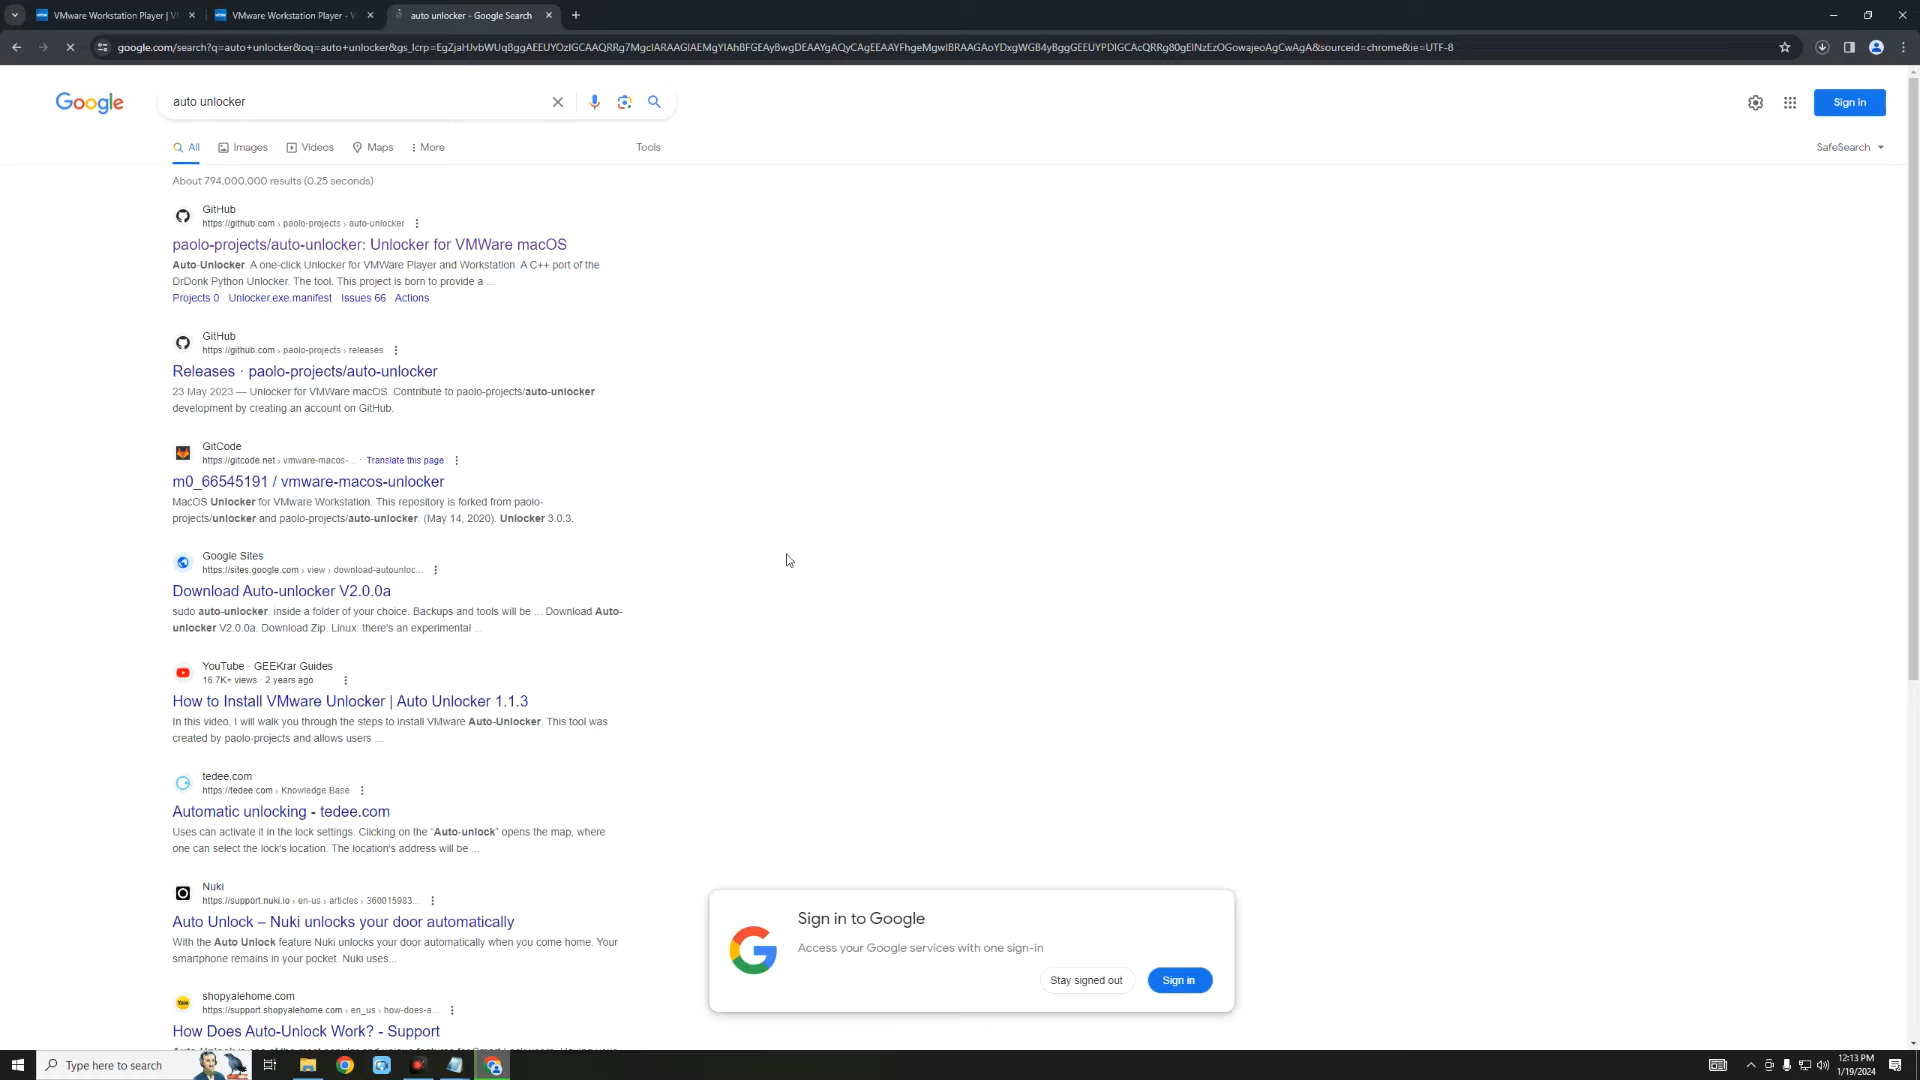 VMware Workstation Player | V
VMware Workstation Player - V
auto unlocker - Google Search
google.com/search?q=auto+unlocker&oq=auto+unlocker&gs_lcrp=
Google
auto unlocker
Sign in
All
Images
Videos
Maps
More
Tools
SafeSearch
About 794,000,000 results (0.25 seconds)
GitHub
https://github.com › paolo-projects › auto-unlocker
paolo-projects/auto-unlocker: Unlocker for VMWare macOS
Auto-Unlocker. A one-click Unlocker for VMWare Player and Workstation. A C++ port of the
DrDonk Python Unlocker. The tool. This project is born to provide a ...
Projects 0 · Unlocker.exe.manifest · Issues 66 · Actions
GitHub
https://github.com › paolo-projects › releases
Releases · paolo-projects/auto-unlocker
23 May 2023 — Unlocker for VMWare macOS. Contribute to paolo-projects/auto-unlocker
development by creating an account on GitHub.
GitCode
https://gitcode.net › vmware-macos-... · Translate this page
m0_66545191 / vmware-macos-unlocker
MacOS Unlocker for VMware Workstation. This repository is forked from paolo-
projects/unlocker and paolo-projects/auto-unlocker. (May 14, 2020). Unlocker 3.0.3.
Google Sites
https://sites.google.com › view › download-autounloc...
Download Auto-unlocker V2.0.0a
sudo auto-unlocker. inside a folder of your choice. Backups and tools will be ... Download Auto-
unlocker V2.0.0a. Download Zip. Linux: there's an experimental ...
YouTube · GEEKrar Guides
16.7K+ views · 2 years ago
How to Install VMware Unlocker | Auto Unlocker 1.1.3
In this video, I will walk you through the steps to install VMware Auto-Unlocker. This tool was
created by paolo-projects and allows users ...
tedee.com
https://tedee.com › Knowledge Base
Automatic unlocking - tedee.com
Uses can activate it in the lock settings. Clicking on the “Auto-unlock” opens the map, where
one can select the lock's location. The location's address will be ...
Nuki
https://support.nuki.io › en-us › articles › 360015983...
Auto Unlock – Nuki unlocks your door automatically
With the Auto Unlock feature Nuki unlocks your door automatically when you come home. Your
smartphone remains in your pocket. Nuki uses...
Yale
shopyalehome.com
https://support.shopyalehome.com › en_us › how-does-a...
How Does Auto-Unlock Work? - Support
Sign in to Google
Access your Google services with one sign-in
Stay signed out
Sign in
Type here to search
12:13 PM
1/19/2024